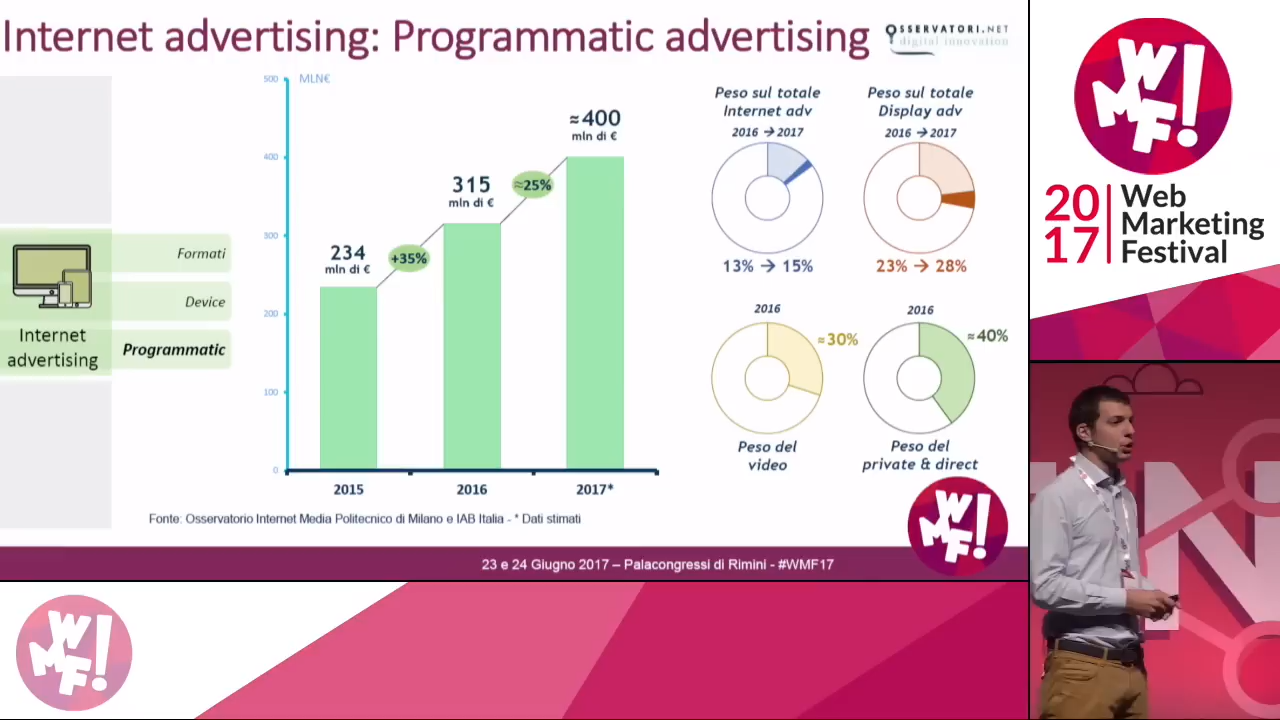 Internet advertising: Programmatic advertising
OSSERVATORI.NET
digital innovation
500
MLN€
400
300
200
100
0
Formati
Device
Programmatic
Internet
advertising
234
mln di €
+35%
315
mln di €
≈25%
≈400
mln di €
2015
2016
2017*
Peso sul totale
Internet adv
2016 → 2017
13% → 15%
Peso sul totale
Display adv
2016 → 2017
23% → 28%
2016
≈30%
Peso del
video
2016
≈40%
Peso del
private & direct
Fonte: Osservatorio Internet Media Politecnico di Milano e IAB Italia - * Dati stimati
WMF!
23 e 24 Giugno 2017 – Palacongressi di Rimini - #WMF17
WMF!
2017
Web
Marketing
Festival
WMF!
N